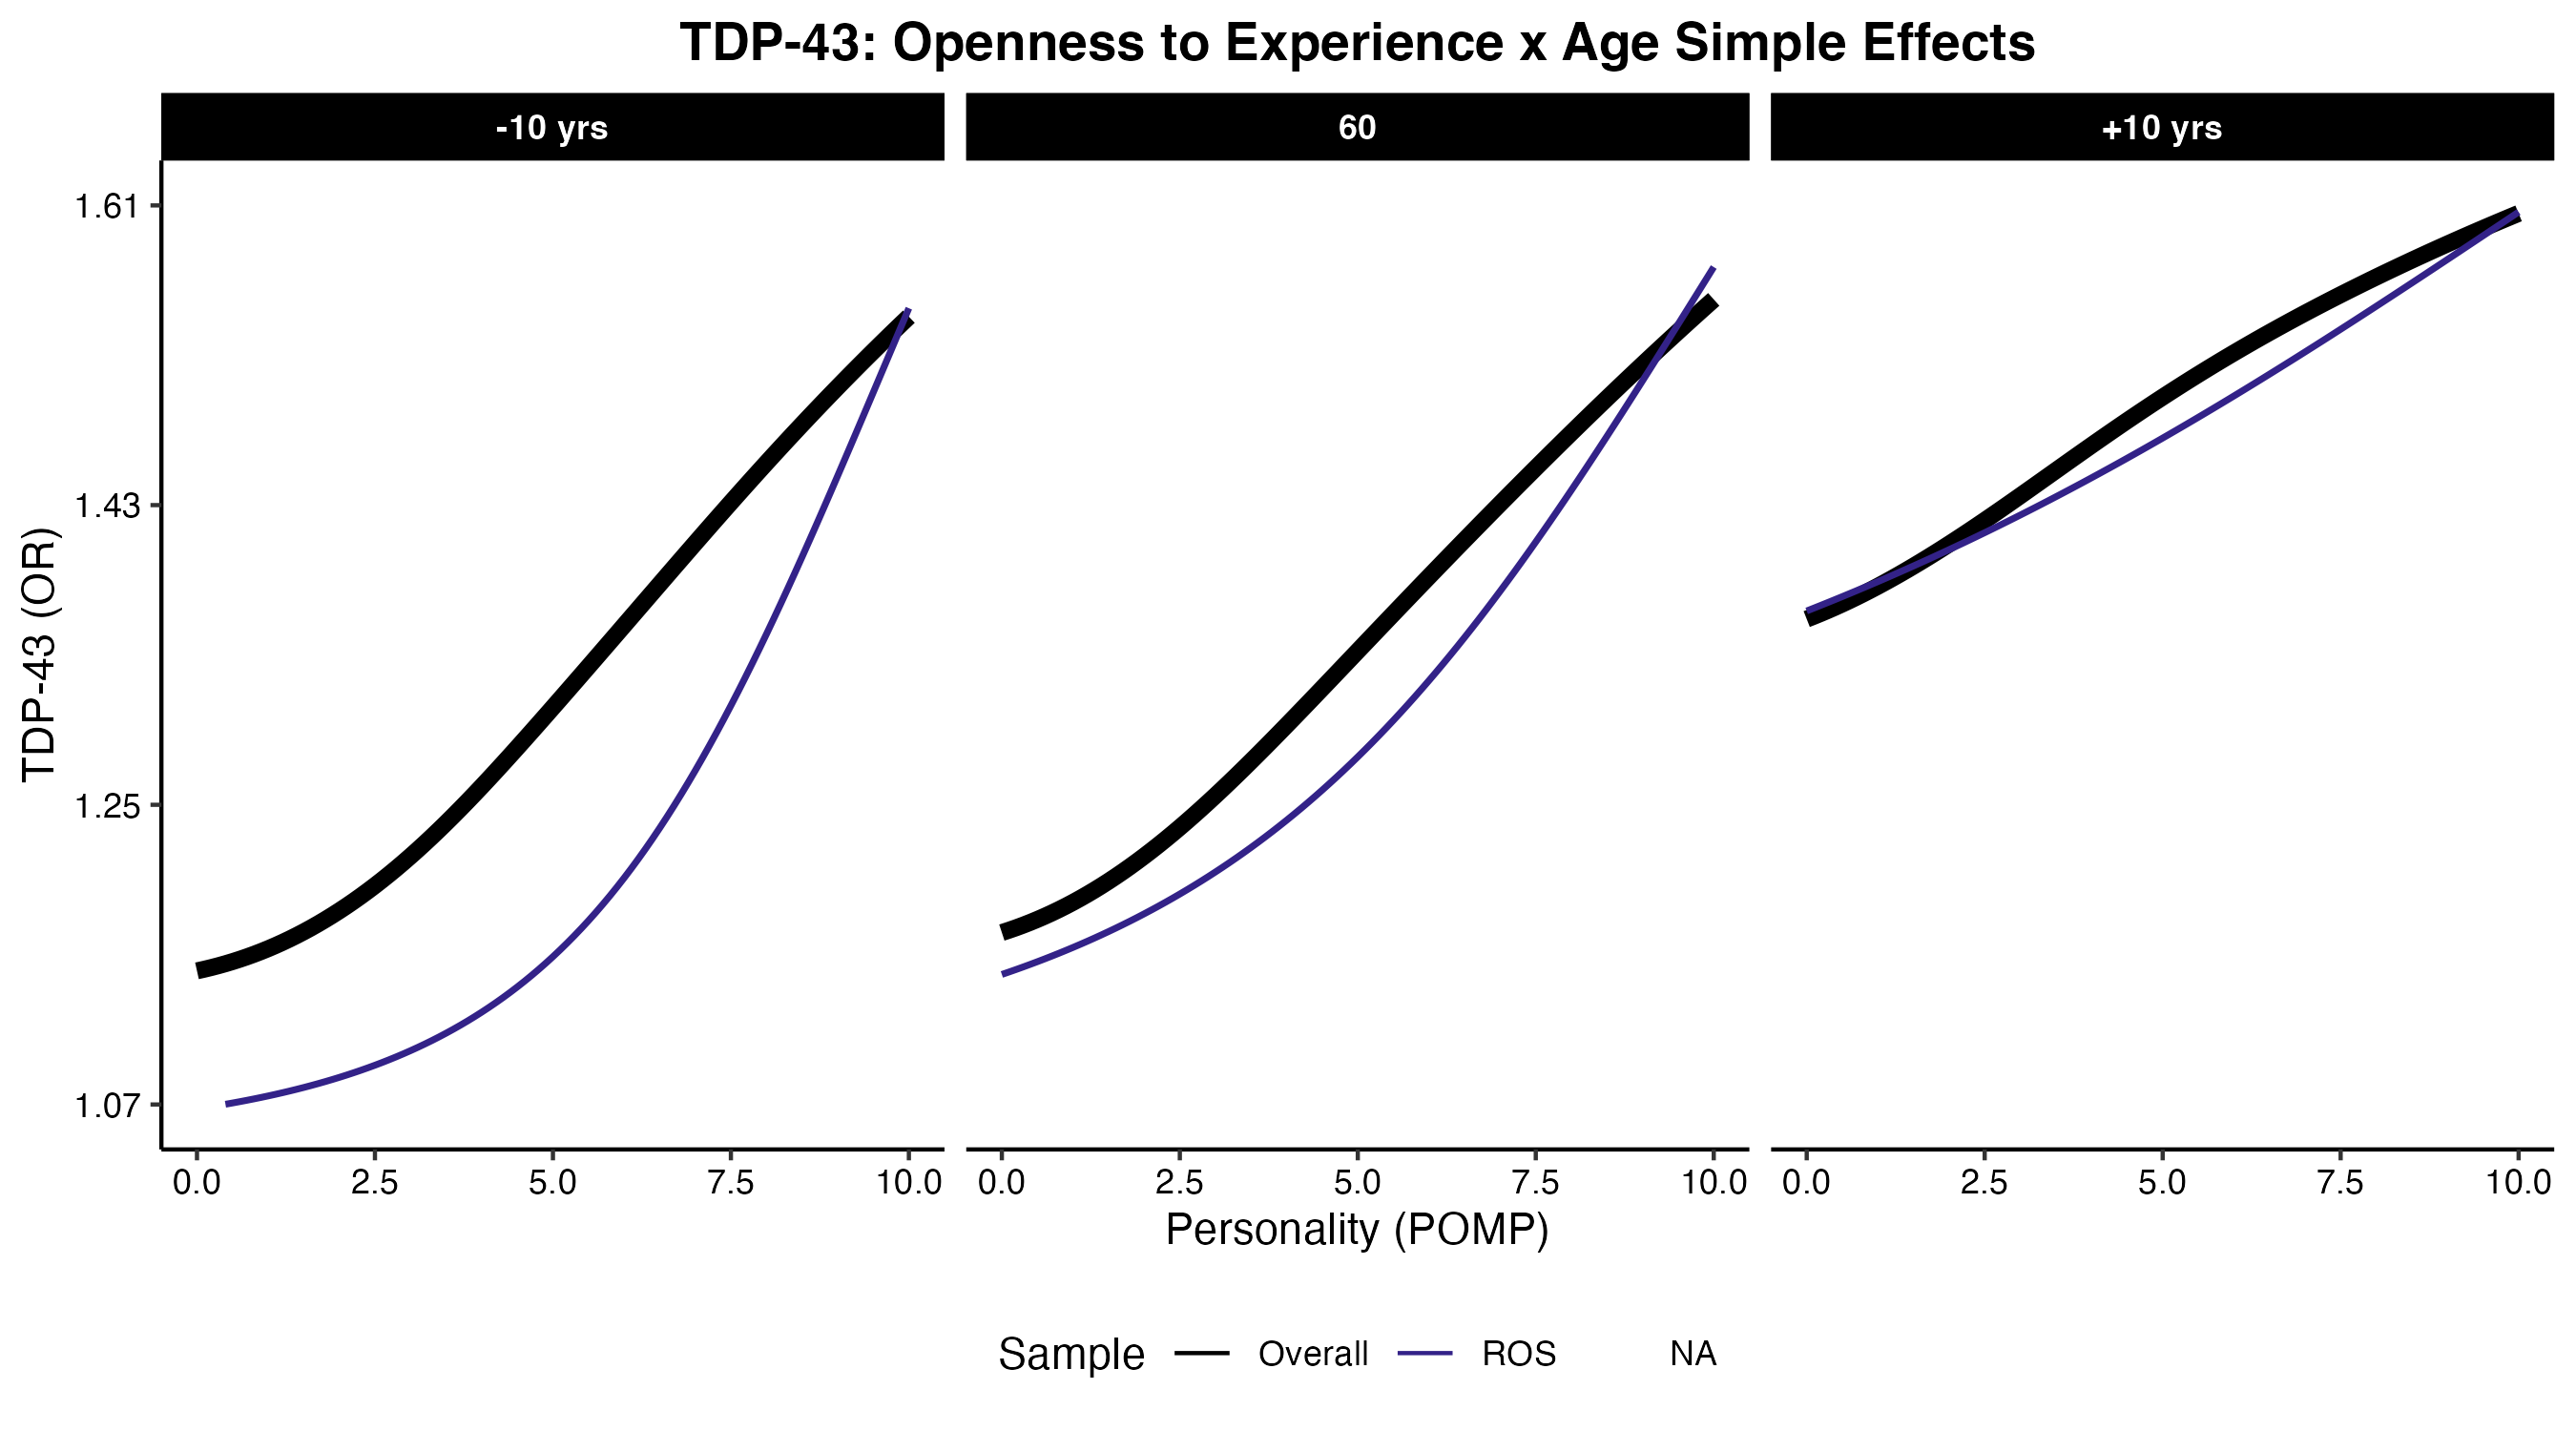 TDP-43: Openness to Experience x Age Simple Effects
-10 yrs 60 +10 yrs
1.61
1.43
1.25
1.07
TDP-43 (OR)
0.0 2.5 5.0 7.5 10.0 0.0 2.5 5.0 7.5 10.0 0.0 2.5 5.0 7.5 10.0
Personality (POMP)
Sample Overall ROS NA